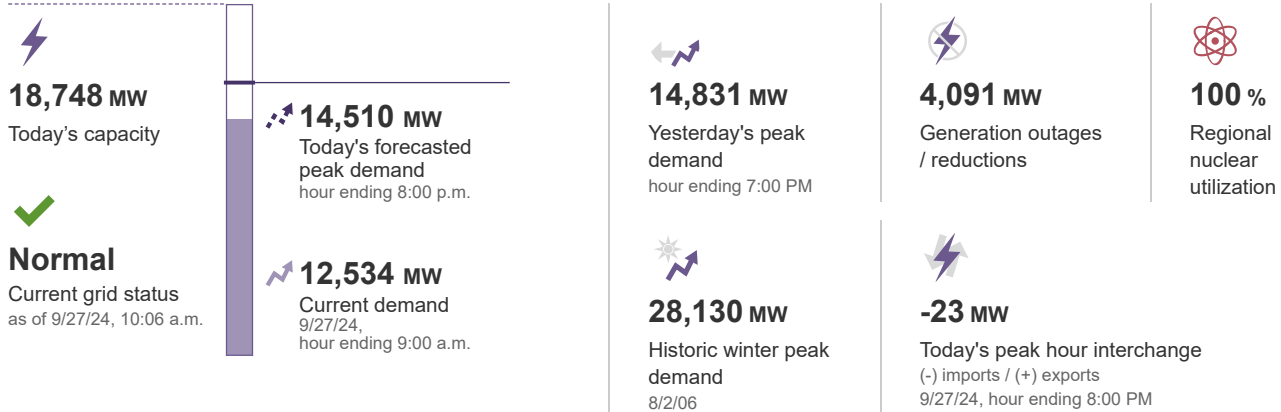 18,748 MW
Today's capacity
Normal
Current grid status
as of 9/27/24, 10:06 a.m.
14,510 MW
Today's forecasted
peak demand
hour ending 8:00 p.m.
12,534 MW
Current demand
9/27/24,
hour ending 9:00 a.m.
14,831 MW
Yesterday's peak
demand
hour ending 7:00 PM
4,091 MW
Generation outages
/ reductions
100 %
Regional
nuclear
utilization
28,130 MW
Historic winter peak
demand
8/2/06
-23 MW
Today's peak hour interchange
(-) imports / (+) exports
9/27/24, hour ending 8:00 PM